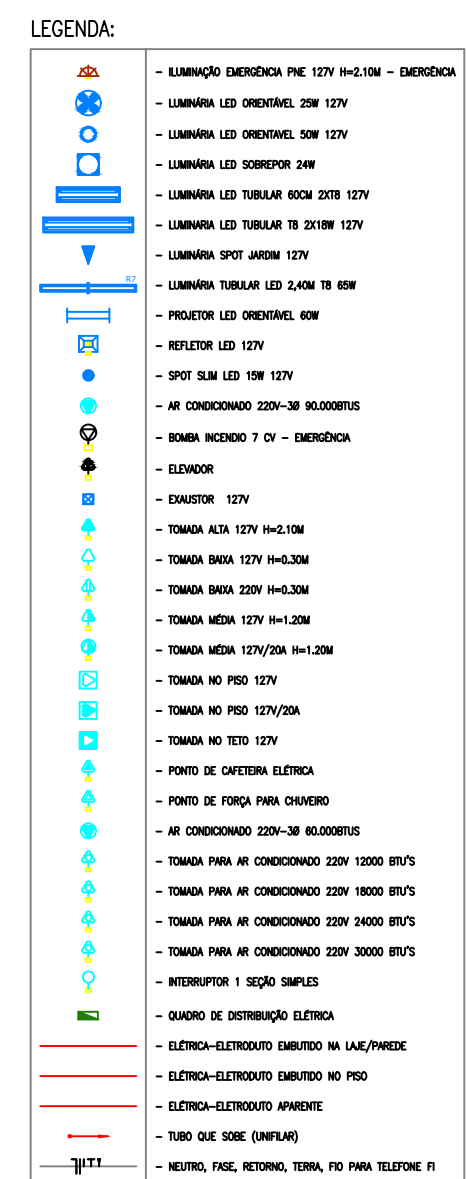 LEGENDA:
- ILUMINAÇÃO EMERGÊNCIA PNE 127V H=2.10M - EMERGÊNCIA
- LUMINÁRIA LED ORIENTÁVEL 25W 127V
- LUMINÁRIA LED ORIENTAVEL 50W 127V
- LUMINÁRIA LED SOBREPOR 24W
- LUMINÁRIA LED TUBULAR 60CM 2XT8 127V
- LUMINARIA LED TUBULAR T8 2X18W 127V
- LUMINÁRIA SPOT JARDIM 127V
R7
- LUMINÁRIA TUBULAR LED 2,40M T8 65W
- PROJETOR LED ORIENTÁVEL 60W
- REFLETOR LED 127V
- SPOT SLIM LED 15W 127V
- AR CONDICIONADO 220V-3Ø 90.000BTUS
- BOMBA INCENDIO 7 CV - EMERGÊNCIA
- ELEVADOR
- EXAUSTOR 127V
- TOMADA ALTA 127V H=2.10M
- TOMADA BAIXA 127V H=0.30M
- TOMADA BAIXA 220V H=0.30M
- TOMADA MÉDIA 127V H=1.20M
- TOMADA MÉDIA 127V/20A H=1.20M
- TOMADA NO PISO 127V
- TOMADA NO PISO 127V/20A
- TOMADA NO TETO 127V
- PONTO DE CAFETEIRA ELÉTRICA
- PONTO DE FORÇA PARA CHUVEIRO
- AR CONDICIONADO 220V-3Ø 60.000BTUS
- TOMADA PARA AR CONDICIONADO 220V 12000 BTU'S
- TOMADA PARA AR CONDICIONADO 220V 18000 BTU'S
- TOMADA PARA AR CONDICIONADO 220V 24000 BTU'S
- TOMADA PARA AR CONDICIONADO 220V 30000 BTU'S
- INTERRUPTOR 1 SEÇÃO SIMPLES
- QUADRO DE DISTRIBUIÇÃO ELÉTRICA
- ELÉTRICA-ELETRODUTO EMBUTIDO NA LAJE/PAREDE
- ELÉTRICA-ELETRODUTO EMBUTIDO NO PISO
- ELÉTRICA-ELETRODUTO APARENTE
- TUBO QUE SOBE (UNIFILAR)
- NEUTRO, FASE, RETORNO, TERRA, FIO PARA TELEFONE FI